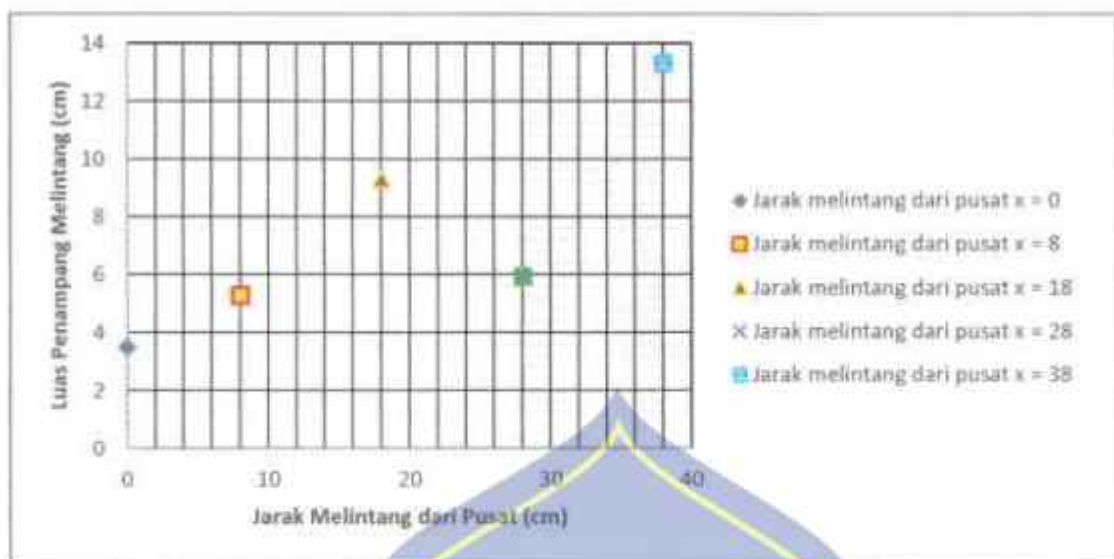 14
12
10
8
6
4
2
0
Luas Penampang Melintang (cm)
0 10 20 30 40
Jarak Melintang dari Pusat (cm)
Jarak melintang dari pusat x = 0
Jarak melintang dari pusat x = 8
Jarak melintang dari pusat x = 18
Jarak melintang dari pusat x = 28
Jarak melintang dari pusat x = 38